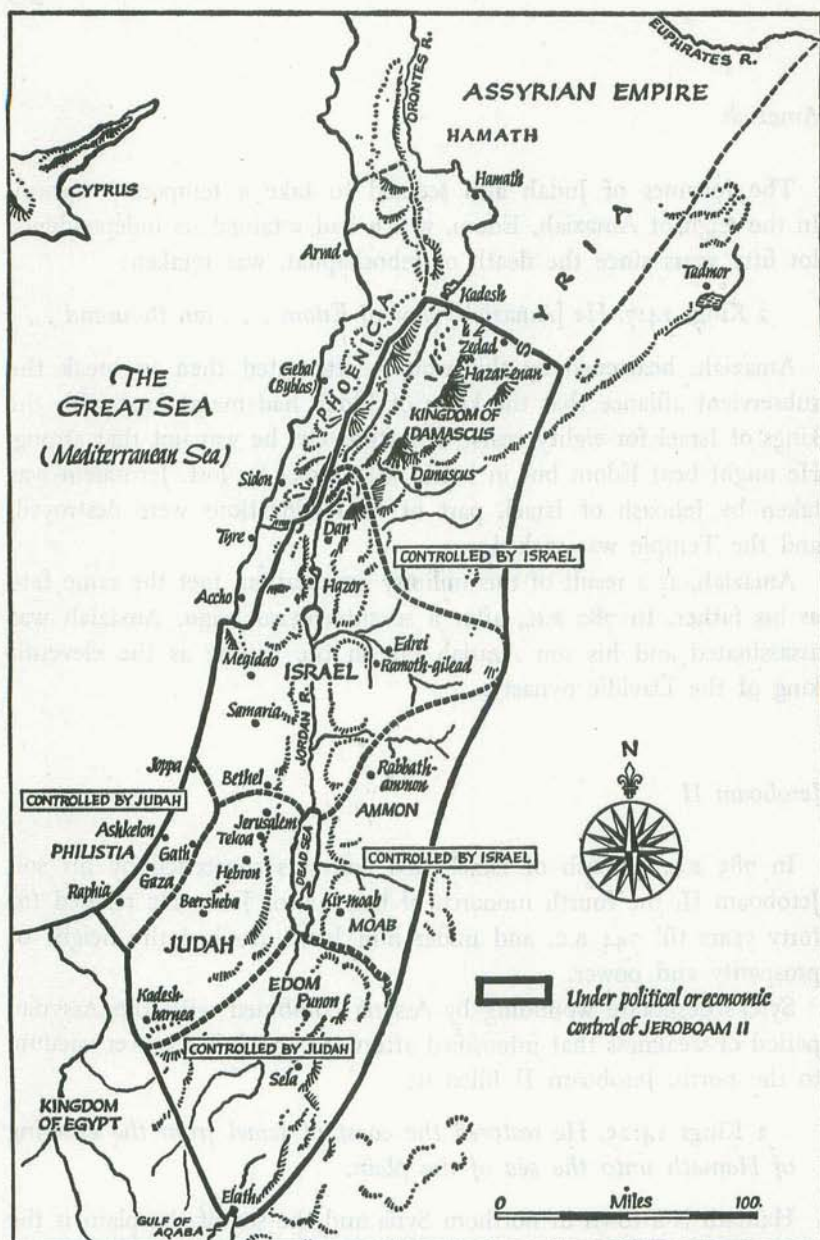 EUPHRATES R.
ORONTES R.
ASSYRIAN EMPIRE
HAMATH
Hamath
CYPRUS
Arvad
Tadmor
SYRIANS
Kadesh
Zedad
Hazar-enan
PHOENICIA
Gebal
(Byblos)
THE
GREAT SEA
(Mediterranean Sea)
KINGDOM OF
DAMASCUS
Damascus
Sidon
Tyre
Dan
CONTROLLED BY ISRAEL
Accho
Hazor
Edrei
Ramoth-gilead
Megiddo
ISRAEL
Samaria
JORDAN R.
Joppa
Bethel
Rabbath-
ammon
AMMON
N
CONTROLLED BY JUDAH
Jerusalem
Ashkelon
Tekoa
PHILISTIA
Gath
DEAD SEA
CONTROLLED BY ISRAEL
Gaza
Hebron
Raphia
Beersheba
Kir-moab
MOAB
JUDAH
EDOM
Punon
Kadesh-
barnea
Under political or economic
control of JEROBOAM II
CONTROLLED BY JUDAH
Sela
KINGDOM
OF EGYPT
Elath
GULF OF
AQABA
0 Miles 100